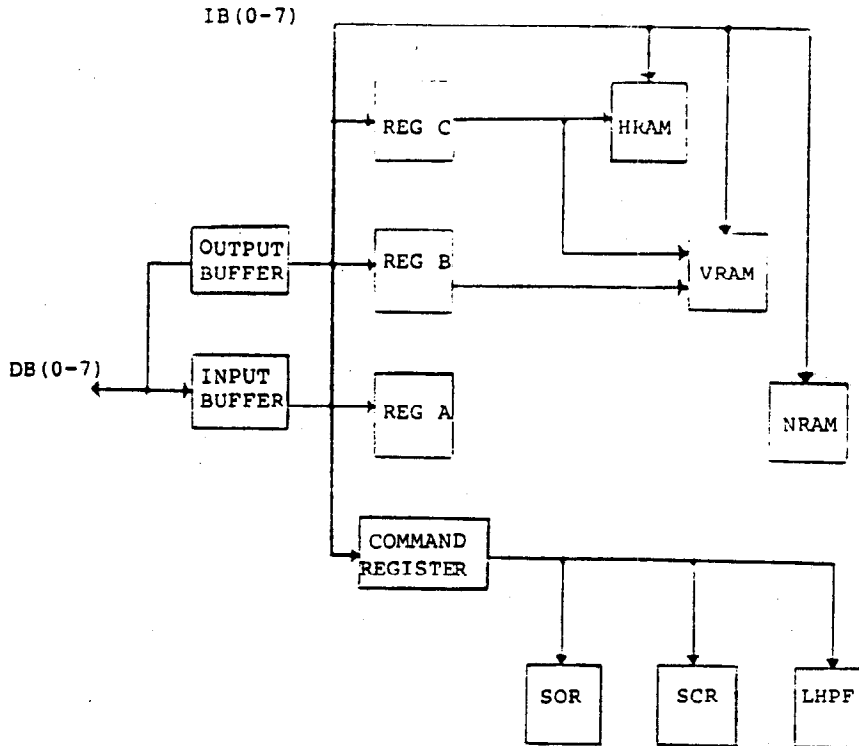 IB(0-7)
REG C
HRAM
OUTPUT
BUFFER
REG B
VRAM
DB(0-7)
INPUT
BUFFER
REG A
NRAM
COMMAND
REGISTER
SOR
SCR
LHPF